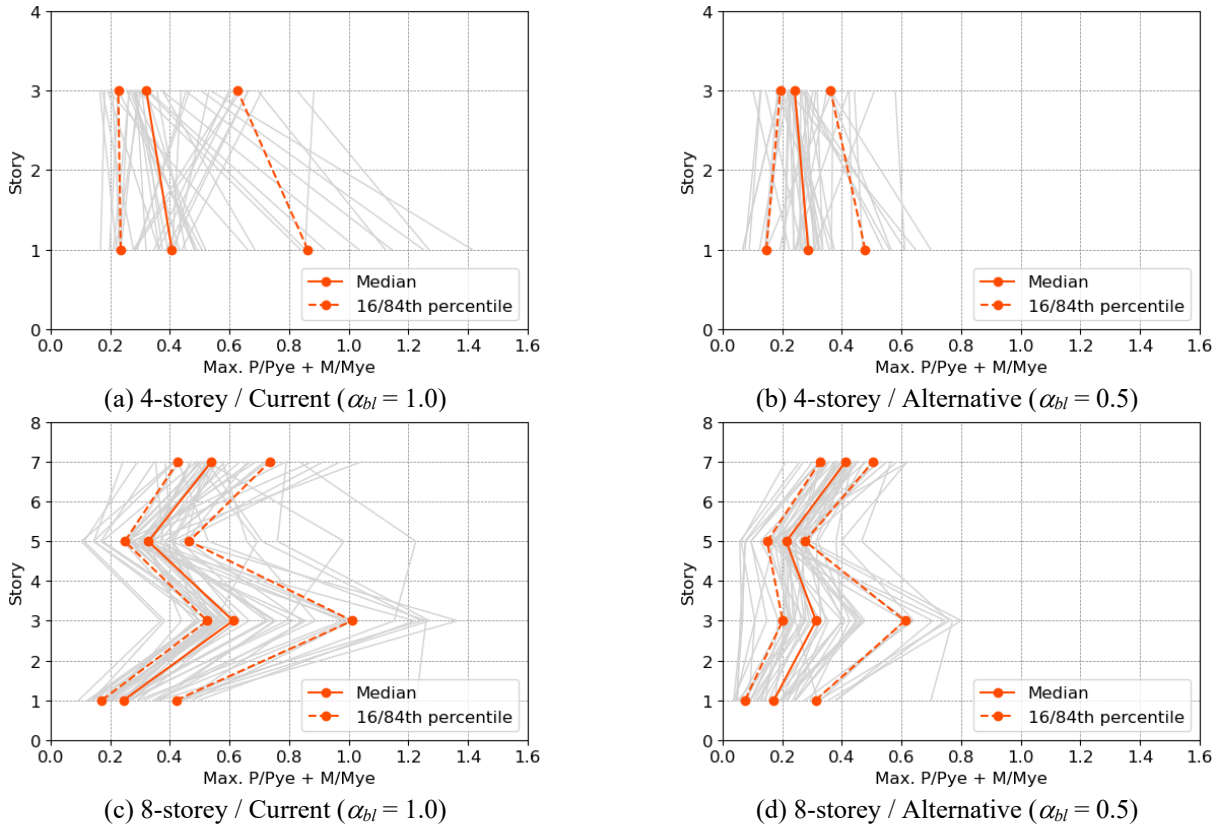 4
3
2
1
0
Story
0.0 0.2 0.4 0.6 0.8 1.0 1.2 1.4 1.6
Max. P/Pye + M/Mye
Median
16/84th percentile
(a) 4-storey / Current (α_bl = 1.0)
4
3
2
1
0
Story
0.0 0.2 0.4 0.6 0.8 1.0 1.2 1.4 1.6
Max. P/Pye + M/Mye
Median
16/84th percentile
(b) 4-storey / Alternative (α_bl = 0.5)
8
7
6
5
4
3
2
1
0
Story
0.0 0.2 0.4 0.6 0.8 1.0 1.2 1.4 1.6
Max. P/Pye + M/Mye
Median
16/84th percentile
(c) 8-storey / Current (α_bl = 1.0)
8
7
6
5
4
3
2
1
0
Story
0.0 0.2 0.4 0.6 0.8 1.0 1.2 1.4 1.6
Max. P/Pye + M/Mye
Median
16/84th percentile
(d) 8-storey / Alternative (α_bl = 0.5)